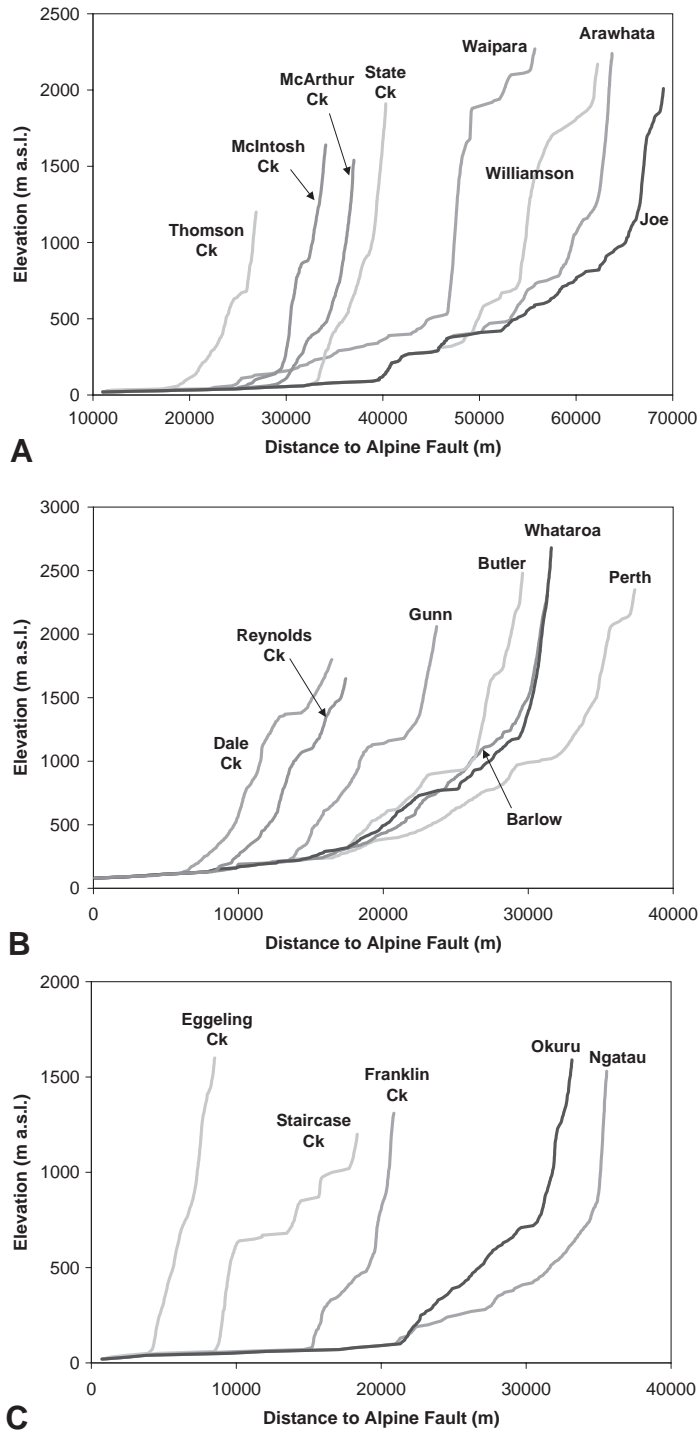 2500
2000
1500
1000
500
0
Elevation (m a.s.l.)
Thomson
Ck
McIntosh
Ck
McArthur
Ck
State
Ck
Waipara
Arawhata
Williamson
Joe
10000 20000 30000 40000 50000 60000 70000
Distance to Alpine Fault (m)
A
3000
2500
2000
1500
1000
500
0
Elevation (m a.s.l.)
Dale
Ck
Reynolds
Ck
Gunn
Butler
Whataroa
Perth
Barlow
0 10000 20000 30000 40000
Distance to Alpine Fault (m)
B
2000
1500
1000
500
0
Elevation (m a.s.l.)
Eggeling
Ck
Staircase
Ck
Franklin
Ck
Okuru
Ngatau
0 10000 20000 30000 40000
Distance to Alpine Fault (m)
C